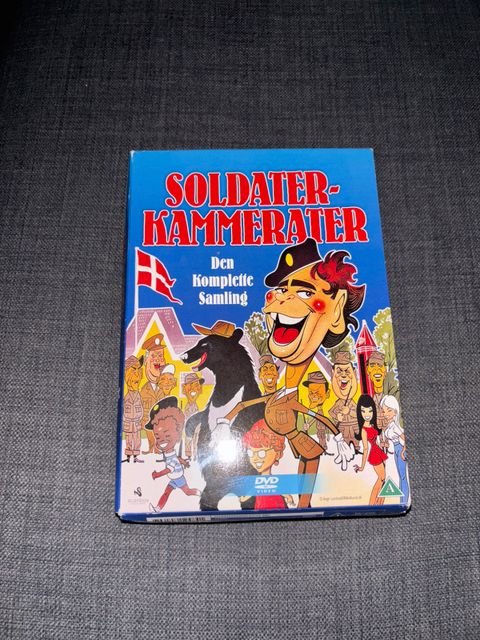 SOLDATER-
KAMMERATER
Den
Komplette
Samling
DVD
VIDEO
A